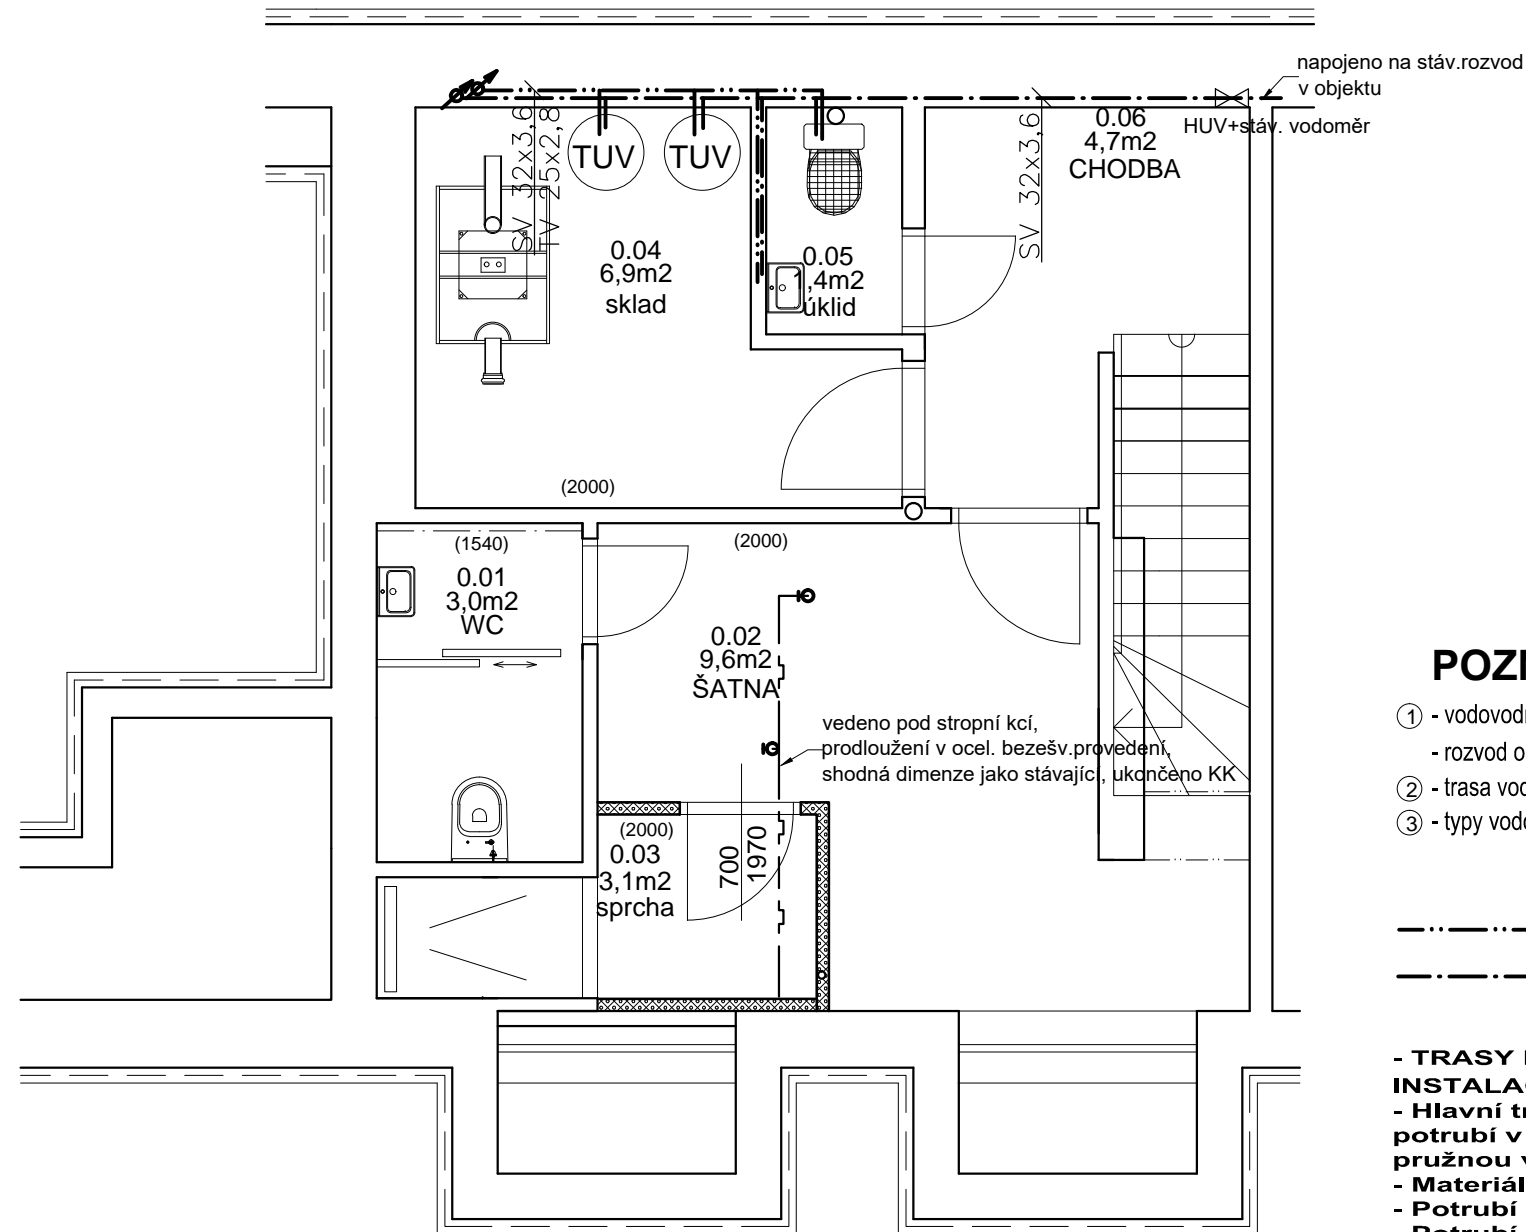 napojeno na stáv.rozvod
v objektu
HUV+stáv. vodoměr
SV 32x3,6
TV 25x2,8
TUV
TUV
0.06
4,7m2
CHODBA
SV 32x3,6
0.04
6,9m2
sklad
0.05
1,4m2
úklid
(2000)
(1540)
0.01
3,0m2
WC
(2000)
0.02
9,6m2
ŠATNA
vedeno pod stropní kcí,
prodloužení v ocel. bezešv.provedení,
shodná dimenze jako stávající, ukončeno KK
(2000)
0.03
3,1m2
sprcha
700
1970
1 -
- rozvod
2 - trasa
3 - typy
- TRASY
- Hlavní
potrubí v
pružnou
- Materiál
- Potrubí
- Potrubí